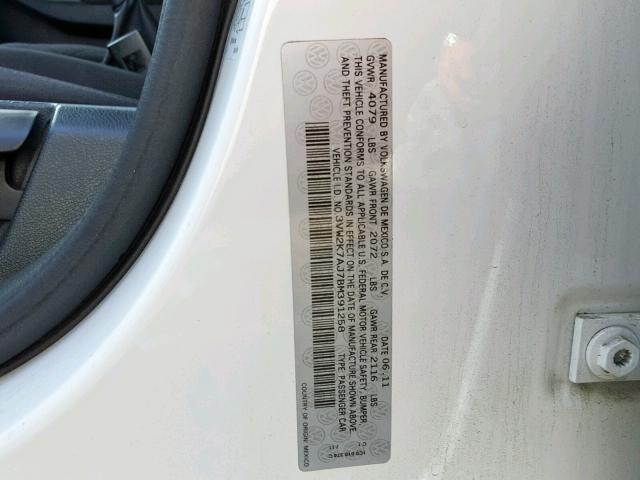 MANUFACTURED BY VOLKSWAGEN DE MEXICO S.A. DE C.V. DATE 06.11
GVWR 4079 LBS GAWR FRONT 2072 LBS GAWR REAR 2116 LBS
THIS VEHICLE CONFORMS TO ALL APPLICABLE U.S. FEDERAL MOTOR VEHICLE SAFETY, BUMPER,
AND THEFT PREVENTION STANDARDS IN EFFECT ON THE DATE OF MANUFACTURE SHOWN ABOVE.
VEHICLE I.D. NO. 3VW2K7AJ7BM391258 TYPE: PASSENGER CAR
COUNTRY OF ORIGIN: MEXICO